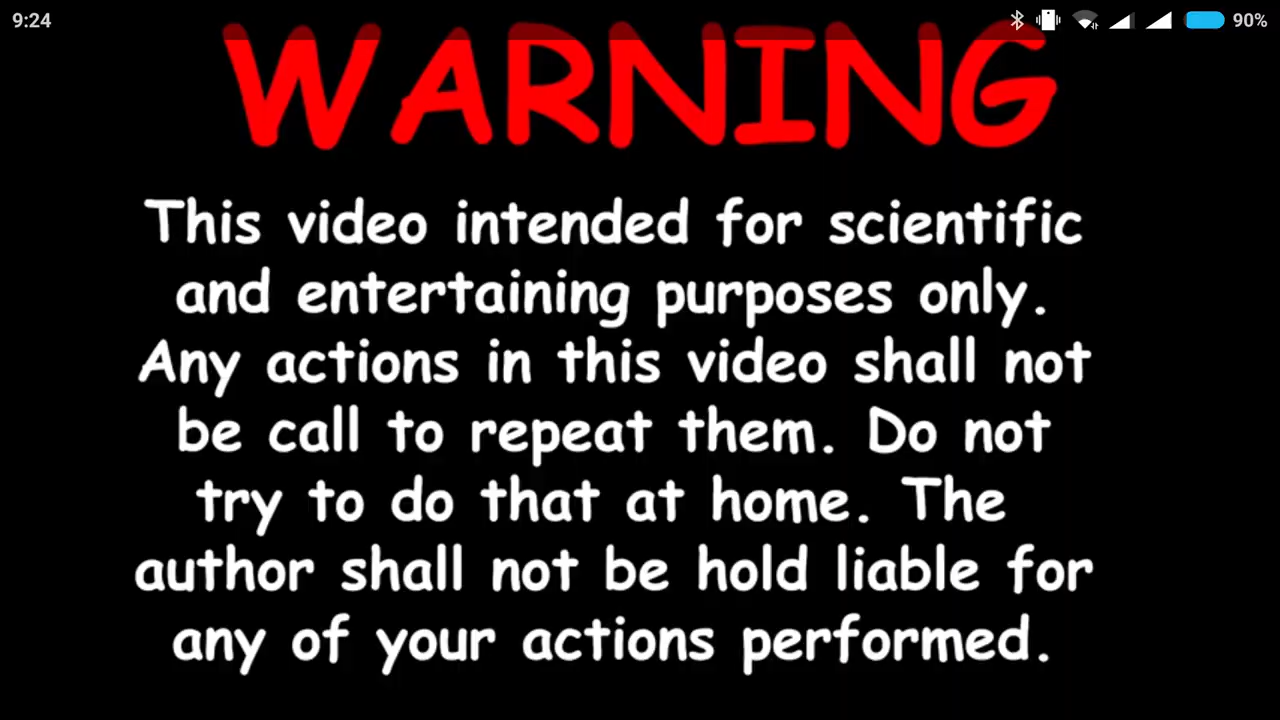 9:24
90%
WARNING
This video intended for scientific
and entertaining purposes only.
Any actions in this video shall not
be call to repeat them. Do not
try to do that at home. The
author shall not be hold liable for
any of your actions performed.